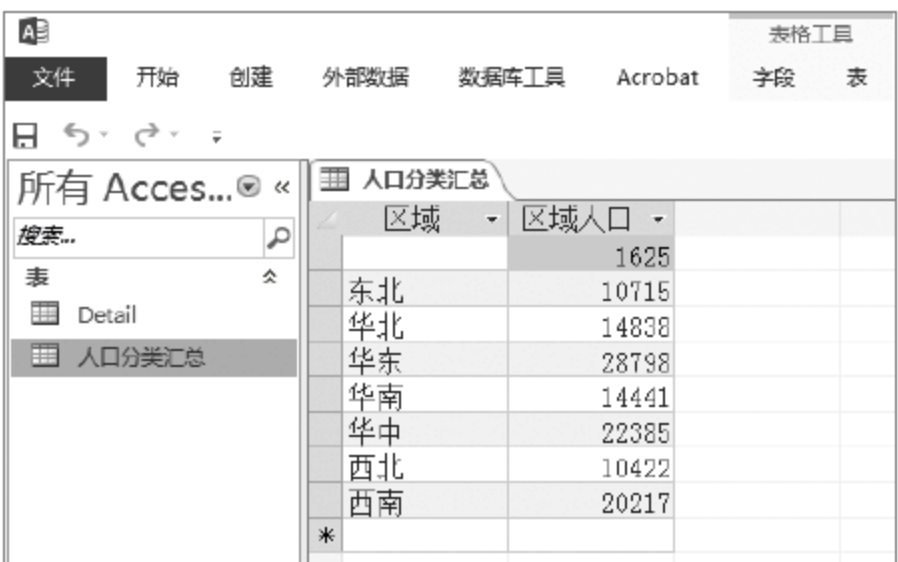 表格工具
文件 开始 创建 外部数据 数据库工具 Acrobat 字段 表
所有 Acces... «
人口分类汇总
搜索...
区域 区域人口
1625
表
东北 10715
Detail
华北 14838
人口分类汇总
华东 28798
华南 14441
华中 22385
西北 10422
西南 20217
*